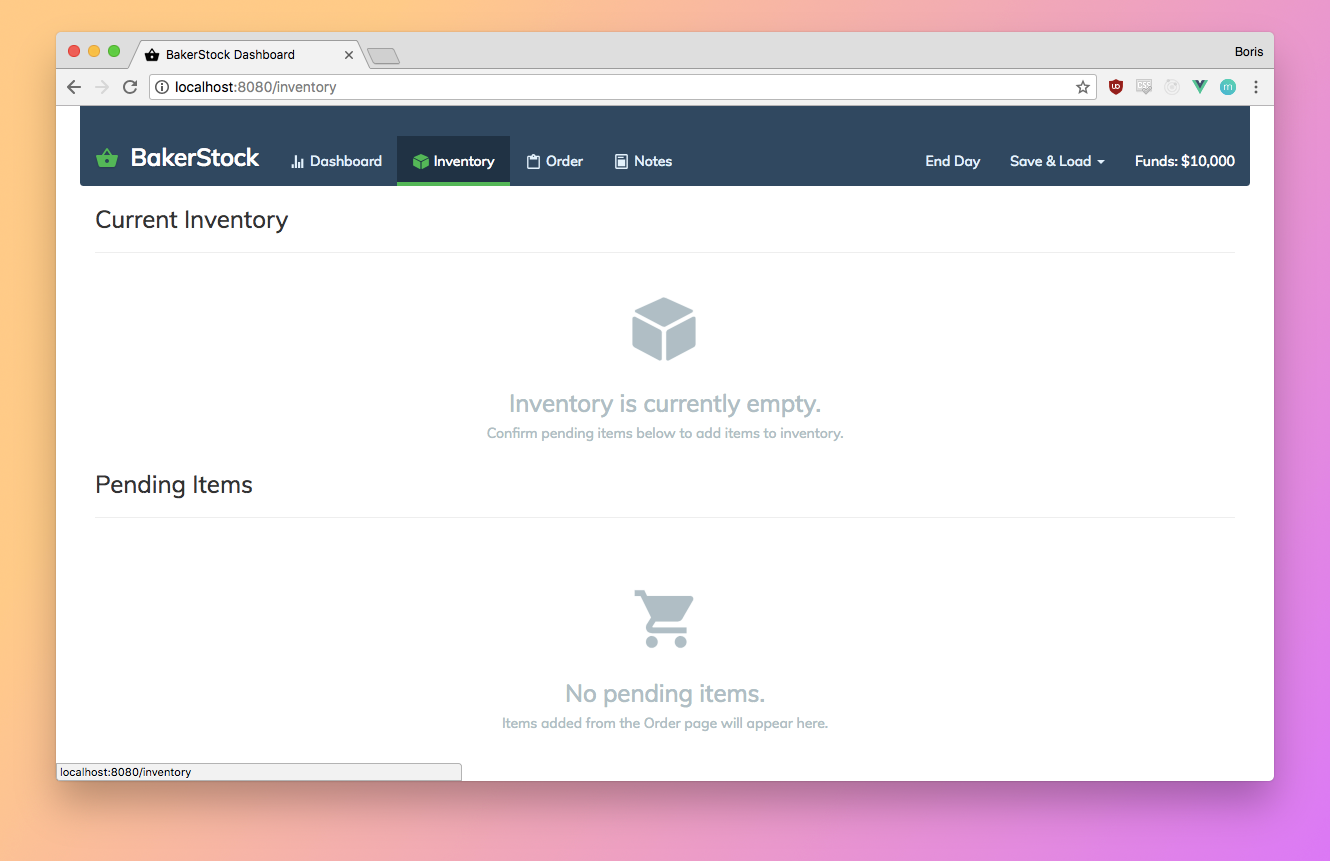 BakerStock Dashboard
Boris
localhost:8080/inventory
BakerStock Dashboard Inventory Order Notes End Day Save & Load Funds: $10,000
Current Inventory
Inventory is currently empty.
Confirm pending items below to add items to inventory.
Pending Items
No pending items.
Items added from the Order page will appear here.
localhost:8080/inventory